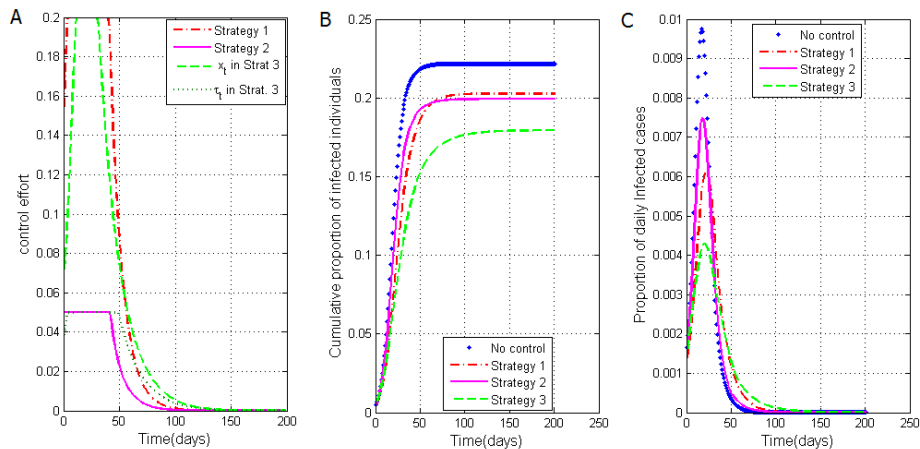 A
0.2
0.18
0.16
0.14
0.12
0.1
0.08
0.06
0.04
0.02
0
0
50
100
150
200
control effort
Time(days)
Strategy 1
Strategy 2
x_t in Strat 3
τ_t in Strat. 3
B
0.25
0.2
0.15
0.1
0.05
0
0
50
100
150
200
250
Cumulative proportion of infected individuals
Time(days)
No control
Strategy 1
Strategy 2
Strategy 3
C
0.01
0.009
0.008
0.007
0.006
0.005
0.004
0.003
0.002
0.001
0
0
50
100
150
200
250
Proportion of daily Infected cases
Time(days)
No control
Strategy 1
Strategy 2
Strategy 3